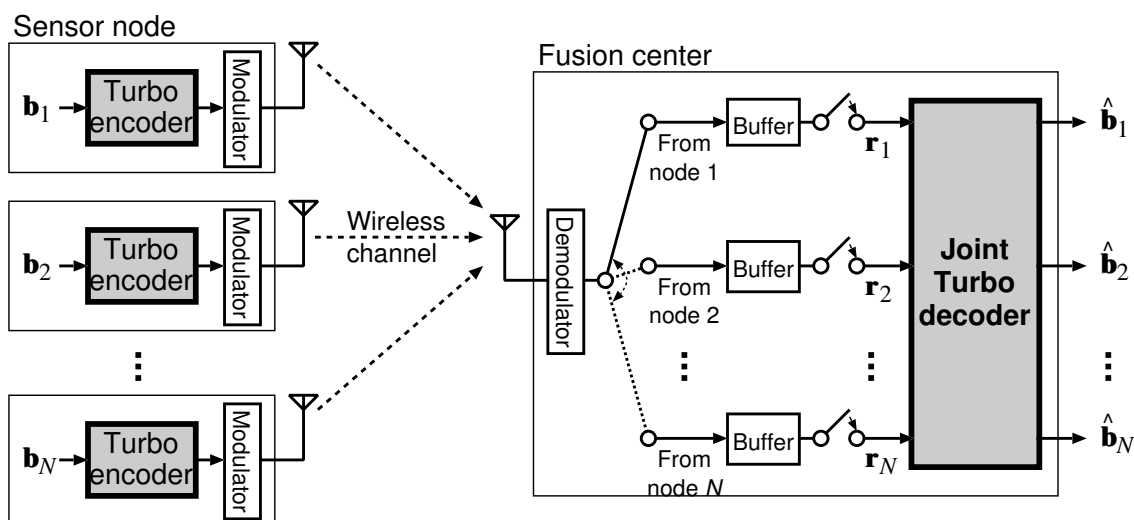 Sensor node
𝐛1
Turbo
encoder
Modulator
𝐛2
Turbo
encoder
Modulator
⋮
𝐛N
Turbo
encoder
Modulator
Wireless
channel
Fusion center
Demodulator
From
node 1
Buffer
𝐫1
From
node 2
Buffer
𝐫2
⋮
⋮
From
node N
Buffer
𝐫N
Joint
Turbo
decoder
𝐛̂1
𝐛̂2
⋮
𝐛̂N